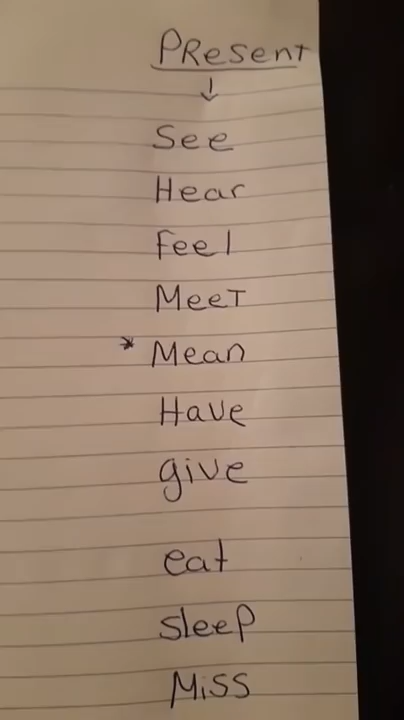 PResenT
↓
See
Hear
Feel
MeeT
* Mean
Have
give
eat
sleep
Miss